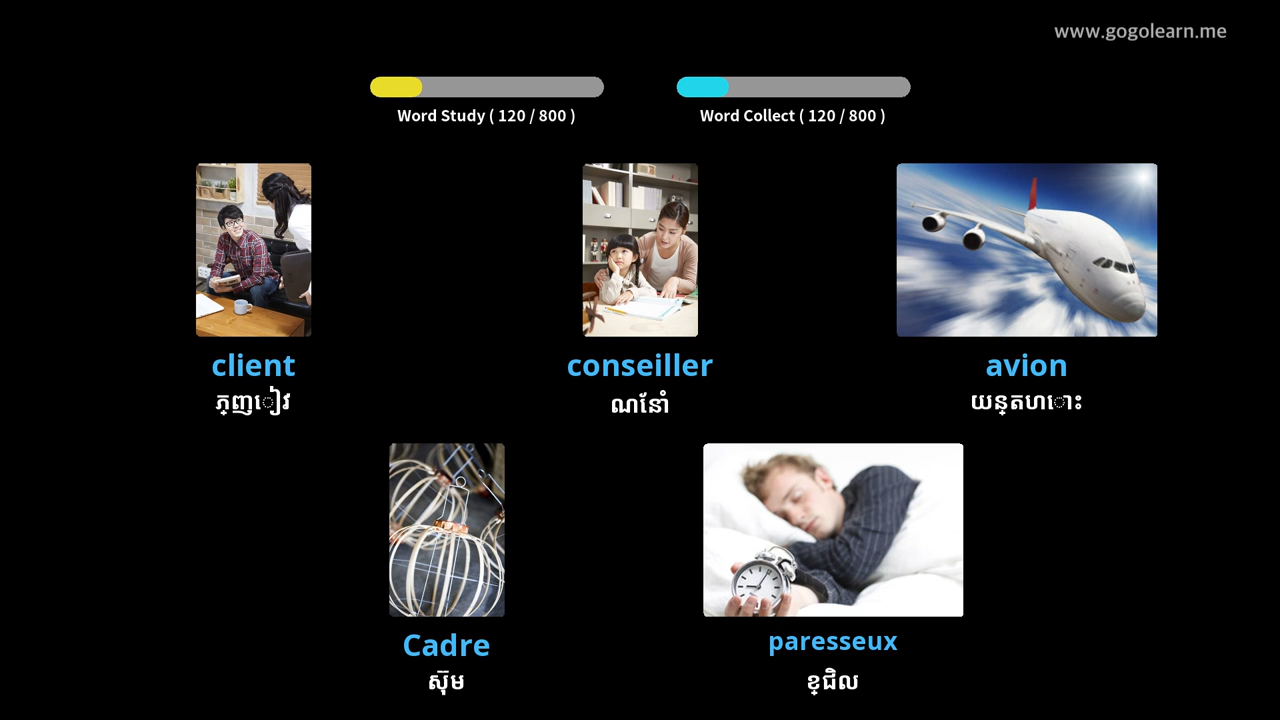 www.gogolearn.me
Word Study ( 120 / 800 )
Word Collect ( 120 / 800 )
client
ភ្ញៀវ
conseiller
ណែនាំ
avion
យន្តហោះ
Cadre
ស៊ុម
paresseux
ខ្ជិល